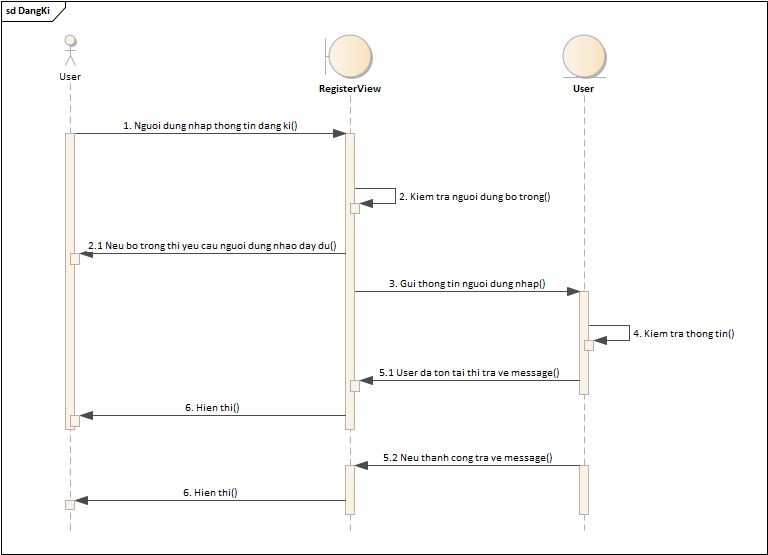 sd DangKi
User
RegisterView
User
1. Nguoi dung nhap thong tin dang ki()
2. Kiem tra nguoi dung bo trong()
2.1 Neu bo trong thi yeu cau nguoi dung nhao day du()
3. Gui thong tin nguoi dung nhap()
4. Kiem tra thong tin()
5.1 User da ton tai thi tra ve message()
6. Hien thi()
5.2 Neu thanh cong tra ve message()
6. Hien thi()